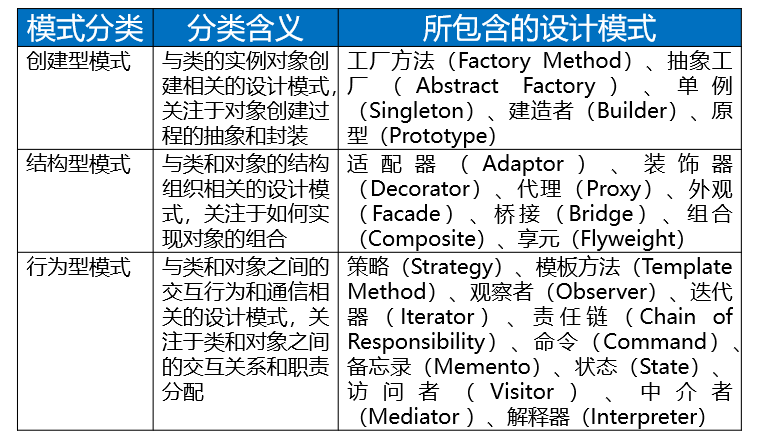 模式分类
分类含义
所包含的设计模式
创建型模式
与类的实例对象创
建相关的设计模式，
关注于对象创建过
程的抽象和封装
工厂方法（Factory Method）、抽象工
厂（Abstract Factory）、单例
（Singleton）、建造者（Builder）、原
型（Prototype）
结构型模式
与类和对象的结构
组织相关的设计模
式，关注于如何实
现对象的组合
适配器（Adaptor）、装饰器
（Decorator）、代理（Proxy）、外观
（Facade）、桥接（Bridge）、组合
（Composite）、享元（Flyweight）
行为型模式
与类和对象之间的
交互行为和通信相
关的设计模式，关
注于类和对象之间
的交互关系和职责
分配
策略（Strategy）、模板方法（Template
Method）、观察者（Observer）、迭代
器（Iterator）、责任链（Chain of
Responsibility）、命令（Command）、
备忘录（Memento）、状态（State）、
访问者（Visitor）、中介者
（Mediator ）、解释器（Interpreter）